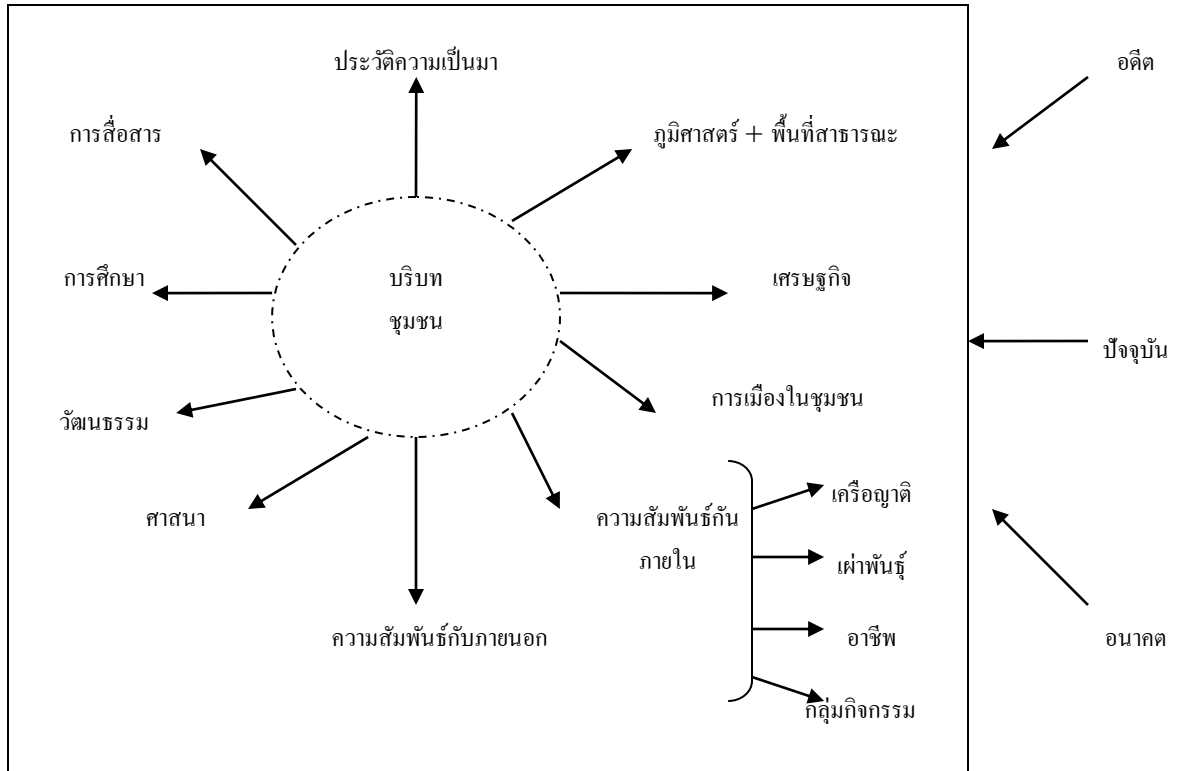 ประวัติความเป็นมา
อดีต
การสื่อสาร
ภูมิศาสตร์ + พื้นที่สาธารณะ
การศึกษา
บริบท
ชุมชน
เศรษฐกิจ
ปัจจุบัน
วัฒนธรรม
การเมืองในชุมชน
ศาสนา
ความสัมพันธ์กัน
ภายใน
เครือญาติ
เผ่าพันธุ์
อาชีพ
กลุ่มกิจกรรม
ความสัมพันธ์กับภายนอก
อนาคต